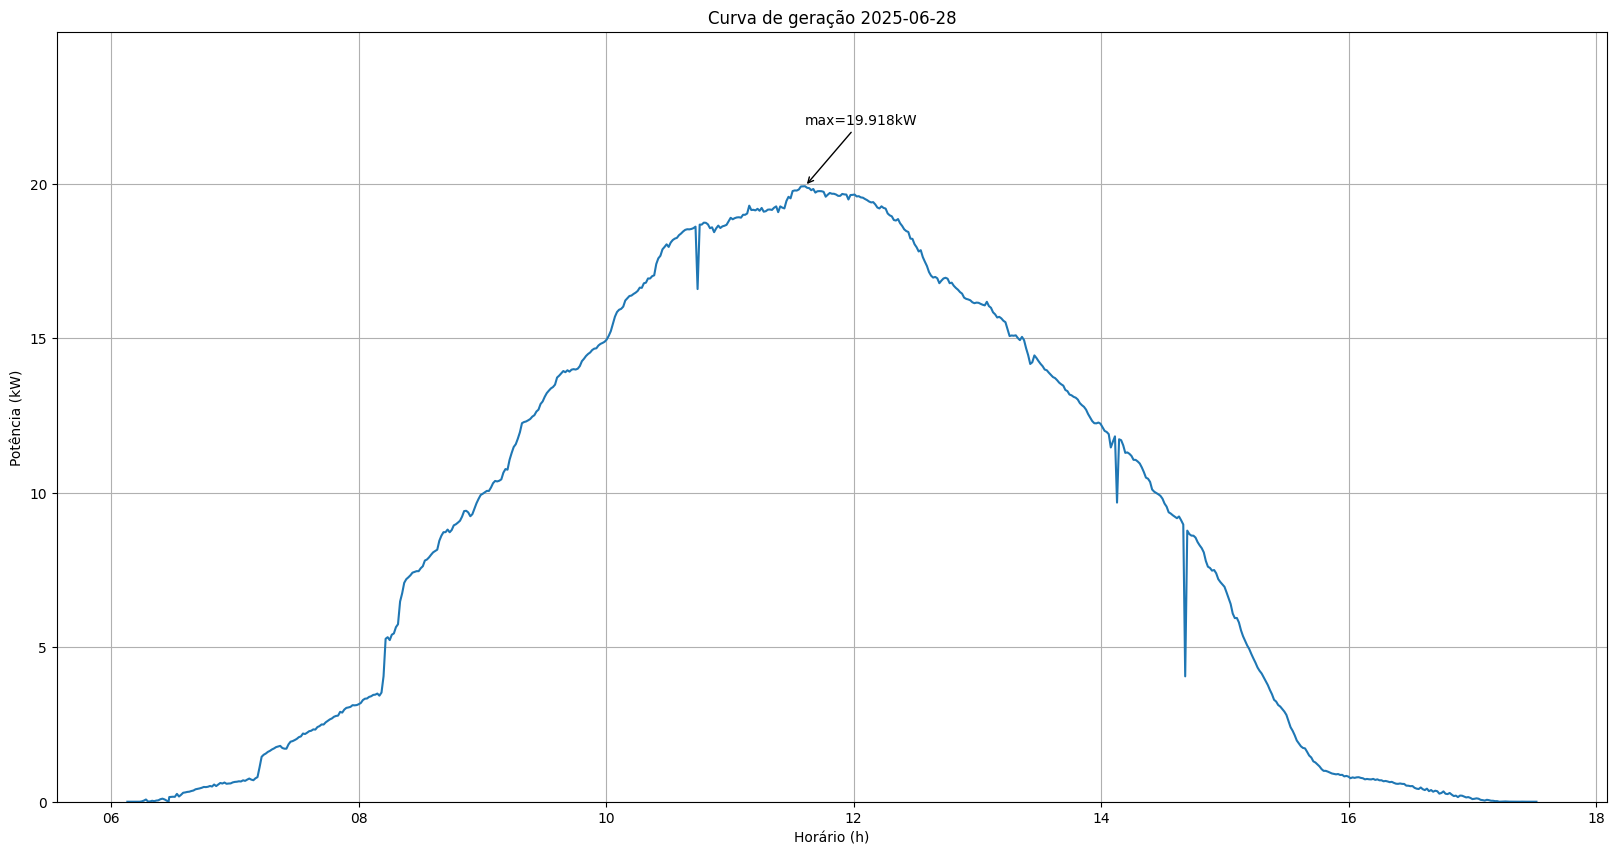 Curva de geração 2025-06-28
max=19.918kW
Potência (kW)
20
15
10
5
0
06 08 10 12 14 16 18
Horário (h)